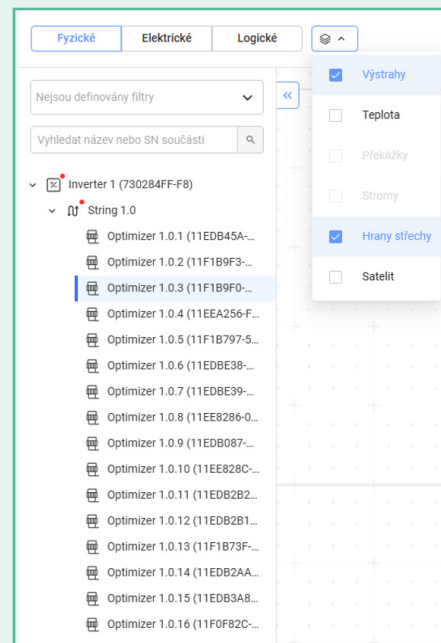 Fyzické
Elektrické
Logické
Výstrahy
Teplota
Překážky
Stromy
Hrany střechy
Satelit
Nejsou definovány filtry
Vyhledat název nebo SN součásti
Inverter 1 (730284FF-F8)
String 1.0
Optimizer 1.0.1 (11EDB45A-...
Optimizer 1.0.2 (11F1B9F3-...
Optimizer 1.0.3 (11F1B9F0-...
Optimizer 1.0.4 (11EEA256-F...
Optimizer 1.0.5 (11F1B797-5...
Optimizer 1.0.6 (11EDBE38-...
Optimizer 1.0.7 (11EDBE39-...
Optimizer 1.0.8 (11EE8286-0...
Optimizer 1.0.9 (11EDB087-...
Optimizer 1.0.10 (11EE828C-...
Optimizer 1.0.11 (11EDB2B2...
Optimizer 1.0.12 (11EDB2B1...
Optimizer 1.0.13 (11F1B73F-...
Optimizer 1.0.14 (11EDB2AA...
Optimizer 1.0.15 (11EDB3A8...
Optimizer 1.0.16 (11F0F82C-...